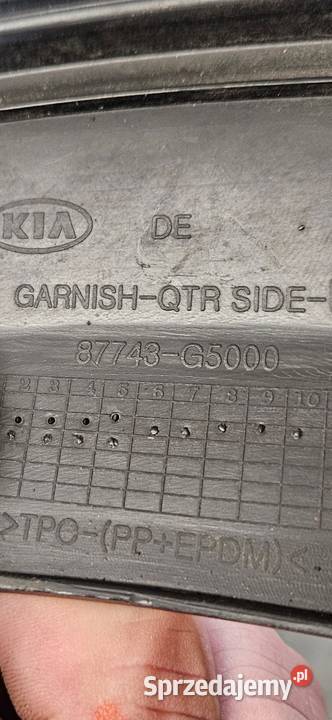 KIA DE
GARNISH-QTR SIDE-
87743-G5000
2 3 4 5 6 7 8 9 10
>TPO-(PP+EPDM)<
Sprzedajemy.pl